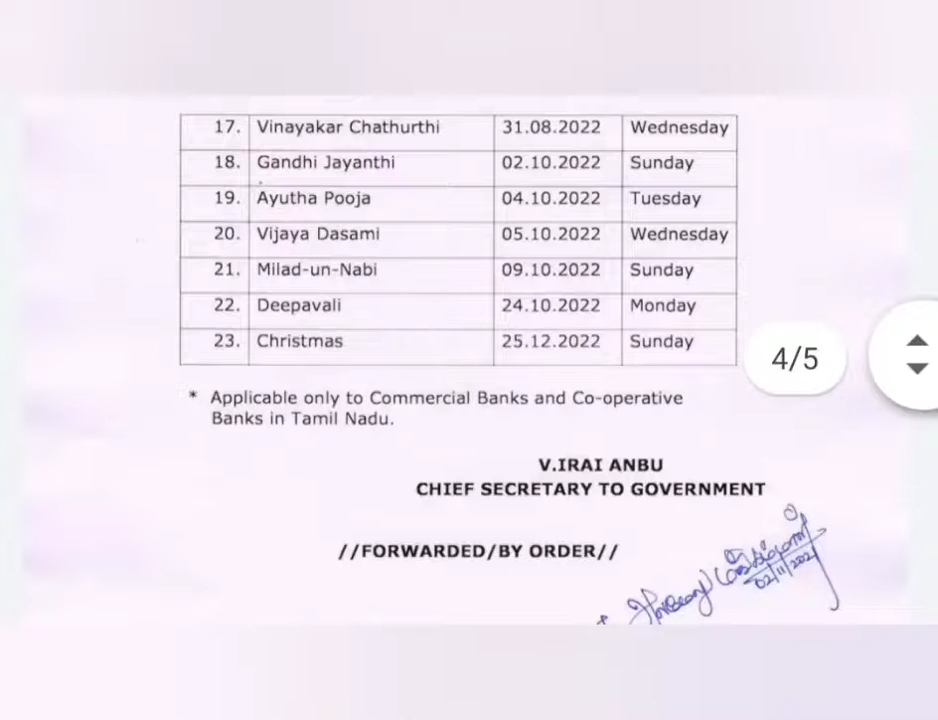 17. Vinayakar Chathurthi 31.08.2022 Wednesday
18. Gandhi Jayanthi 02.10.2022 Sunday
19. Ayutha Pooja 04.10.2022 Tuesday
20. Vijaya Dasami 05.10.2022 Wednesday
21. Milad-un-Nabi 09.10.2022 Sunday
22. Deepavali 24.10.2022 Monday
23. Christmas 25.12.2022 Sunday
4/5
* Applicable only to Commercial Banks and Co-operative
Banks in Tamil Nadu.
V.IRAI ANBU
CHIEF SECRETARY TO GOVERNMENT
//FORWARDED/BY ORDER//
02/11/2021